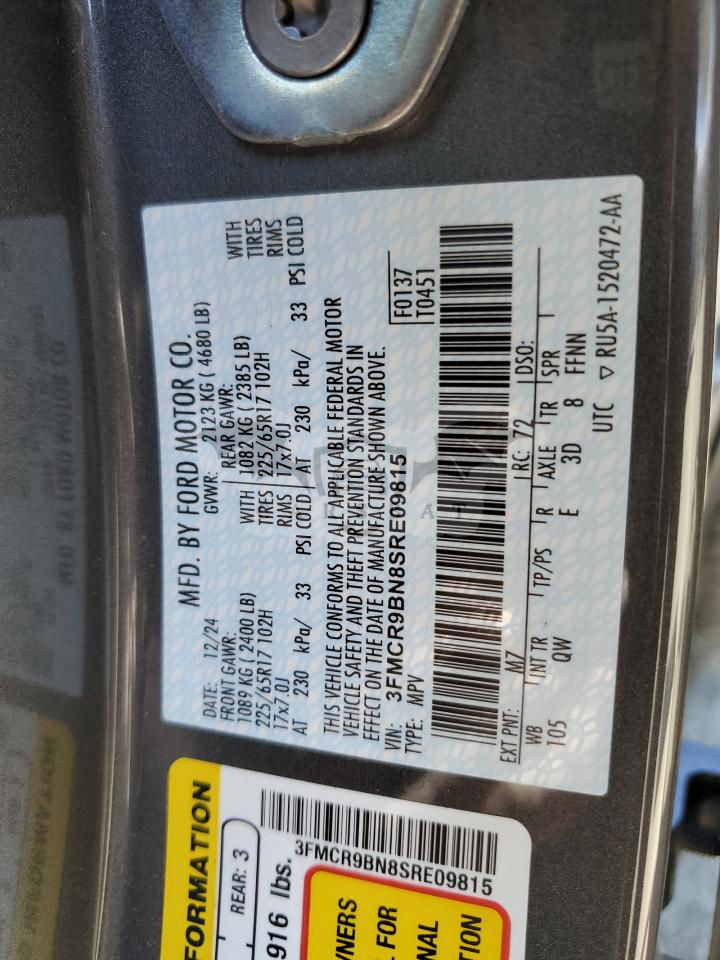 MFD. BY FORD MOTOR CO.
DATE: 12/24 GVWR: 2123 KG ( 4680 LB)
FRONT GAWR: REAR GAWR:
1089 KG ( 2400 LB) WITH 1082 KG ( 2385 LB) WITH
225/65R17 102H TIRES 225/65R17 102H TIRES
17x7.0J RIMS 17x7.0J RIMS
AT 230 kPa/ 33 PSI COLD AT 230 kPa/ 33 PSI COLD
THIS VEHICLE CONFORMS TO ALL APPLICABLE FEDERAL MOTOR
VEHICLE SAFETY AND THEFT PREVENTION STANDARDS IN
EFFECT ON THE DATE OF MANUFACTURE SHOWN ABOVE.
VIN: 3FMCR9BN8SRE09815 F0137
TYPE: MPV T0451
EXT PNT: M7 RC: 72 DSO:
WB INT TR TP/PS R AXLE TR SPR
105 QW E 3D 8 FFNN
UTC ▽ RU5A-1520472-AA
FORMATION
REAR: 3
916 lbs.
3FMCR9BN8SRE09815
WNERS
L FOR
ONAL
TION